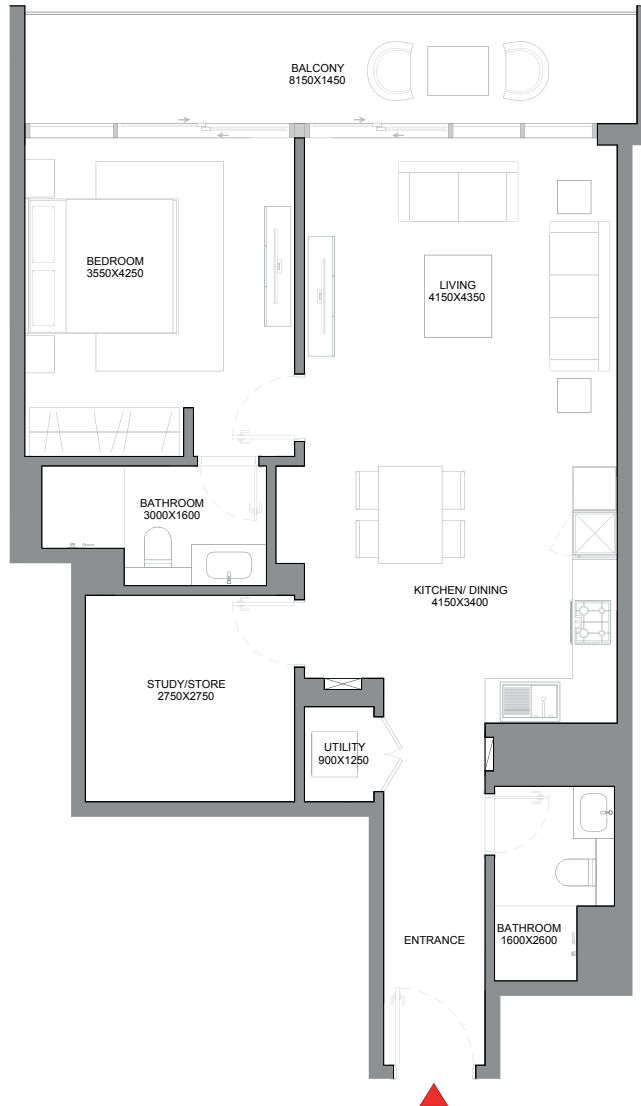 BALCONY
8150X1450
BEDROOM
3550X4250
LIVING
4150X4350
BATHROOM
3000X1600
KITCHEN/ DINING
4150X3400
STUDY/STORE
2750X2750
UTILITY
900X1250
ENTRANCE
BATHROOM
1600X2600